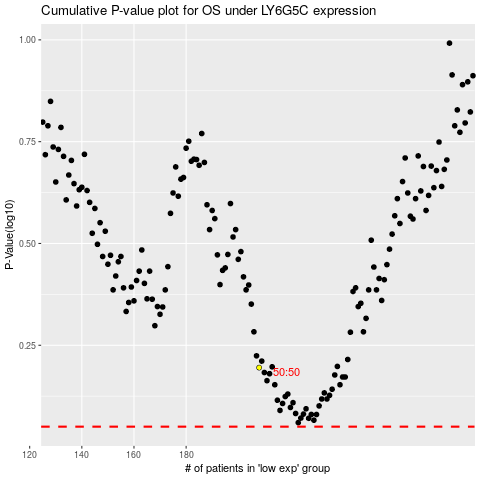 Cumulative P-value plot for OS under LY6G5C expression
1.00
0.75
0.50
0.25
50:50
P-Value(log10)
120 140 160 180
# of patients in 'low exp' group